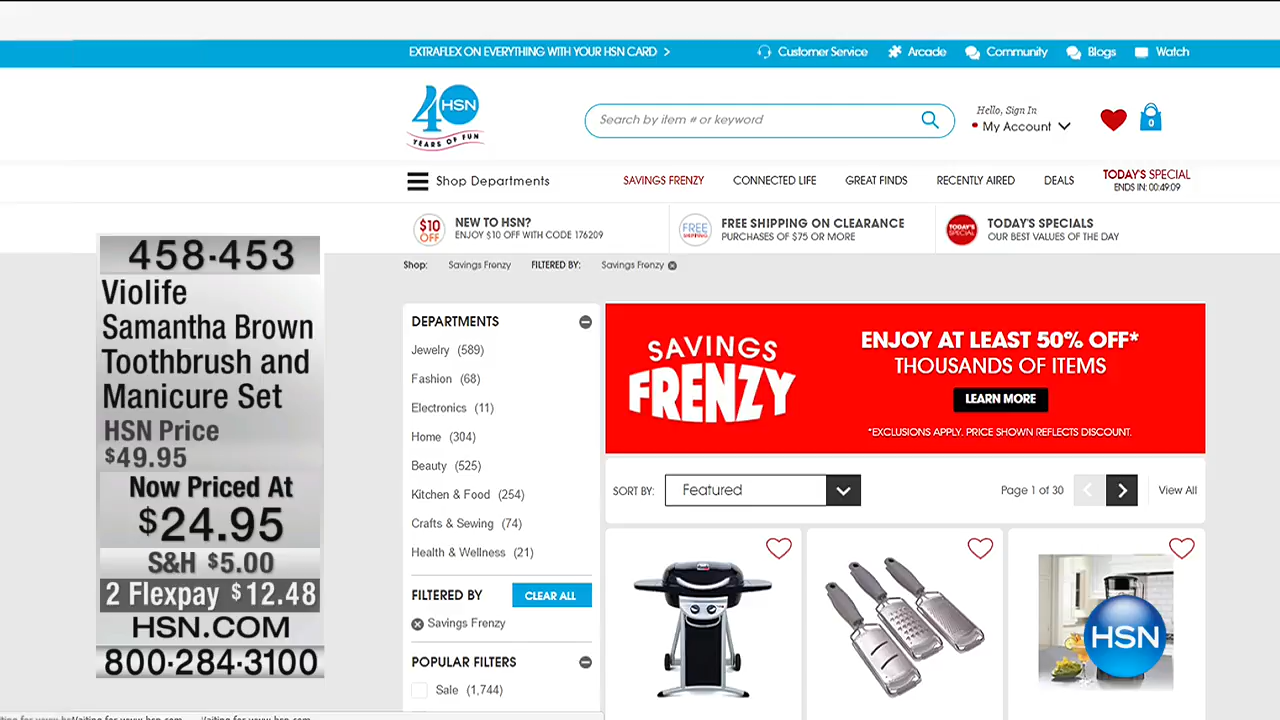 EXTRAFLEX ON EVERYTHING WITH YOUR HSN CARD >
Customer Service
Arcade
Community
Blogs
Watch
40 HSN
YEARS OF FUN
Search by item # or keyword
Hello, Sign In
My Account
0
Shop Departments
SAVINGS FRENZY
CONNECTED LIFE
GREAT FINDS
RECENTLY AIRED
DEALS
TODAY'S SPECIAL
ENDS IN: 00:49:09
$10 OFF
NEW TO HSN?
ENJOY $10 OFF WITH CODE 176209
FREE SHIPPING
FREE SHIPPING ON CLEARANCE
PURCHASES OF $75 OR MORE
TODAY'S SPECIAL
TODAY'S SPECIALS
OUR BEST VALUES OF THE DAY
458-453
Violife
Samantha Brown
Toothbrush and
Manicure Set
HSN Price
$49.95
Now Priced At
$24.95
S&H $5.00
2 Flexpay $12.48
HSN.COM
800-284-3100
Shop: Savings Frenzy FILTERED BY: Savings Frenzy
DEPARTMENTS
Jewelry (589)
Fashion (68)
Electronics (11)
Home (304)
Beauty (525)
Kitchen & Food (254)
Crafts & Sewing (74)
Health & Wellness (21)
FILTERED BY
CLEAR ALL
Savings Frenzy
POPULAR FILTERS
Sale (1,744)
SAVINGS
FRENZY
ENJOY AT LEAST 50% OFF*
THOUSANDS OF ITEMS
LEARN MORE
*EXCLUSIONS APPLY. PRICE SHOWN REFLECTS DISCOUNT.
SORT BY:
Featured
Page 1 of 30
View All
HSN